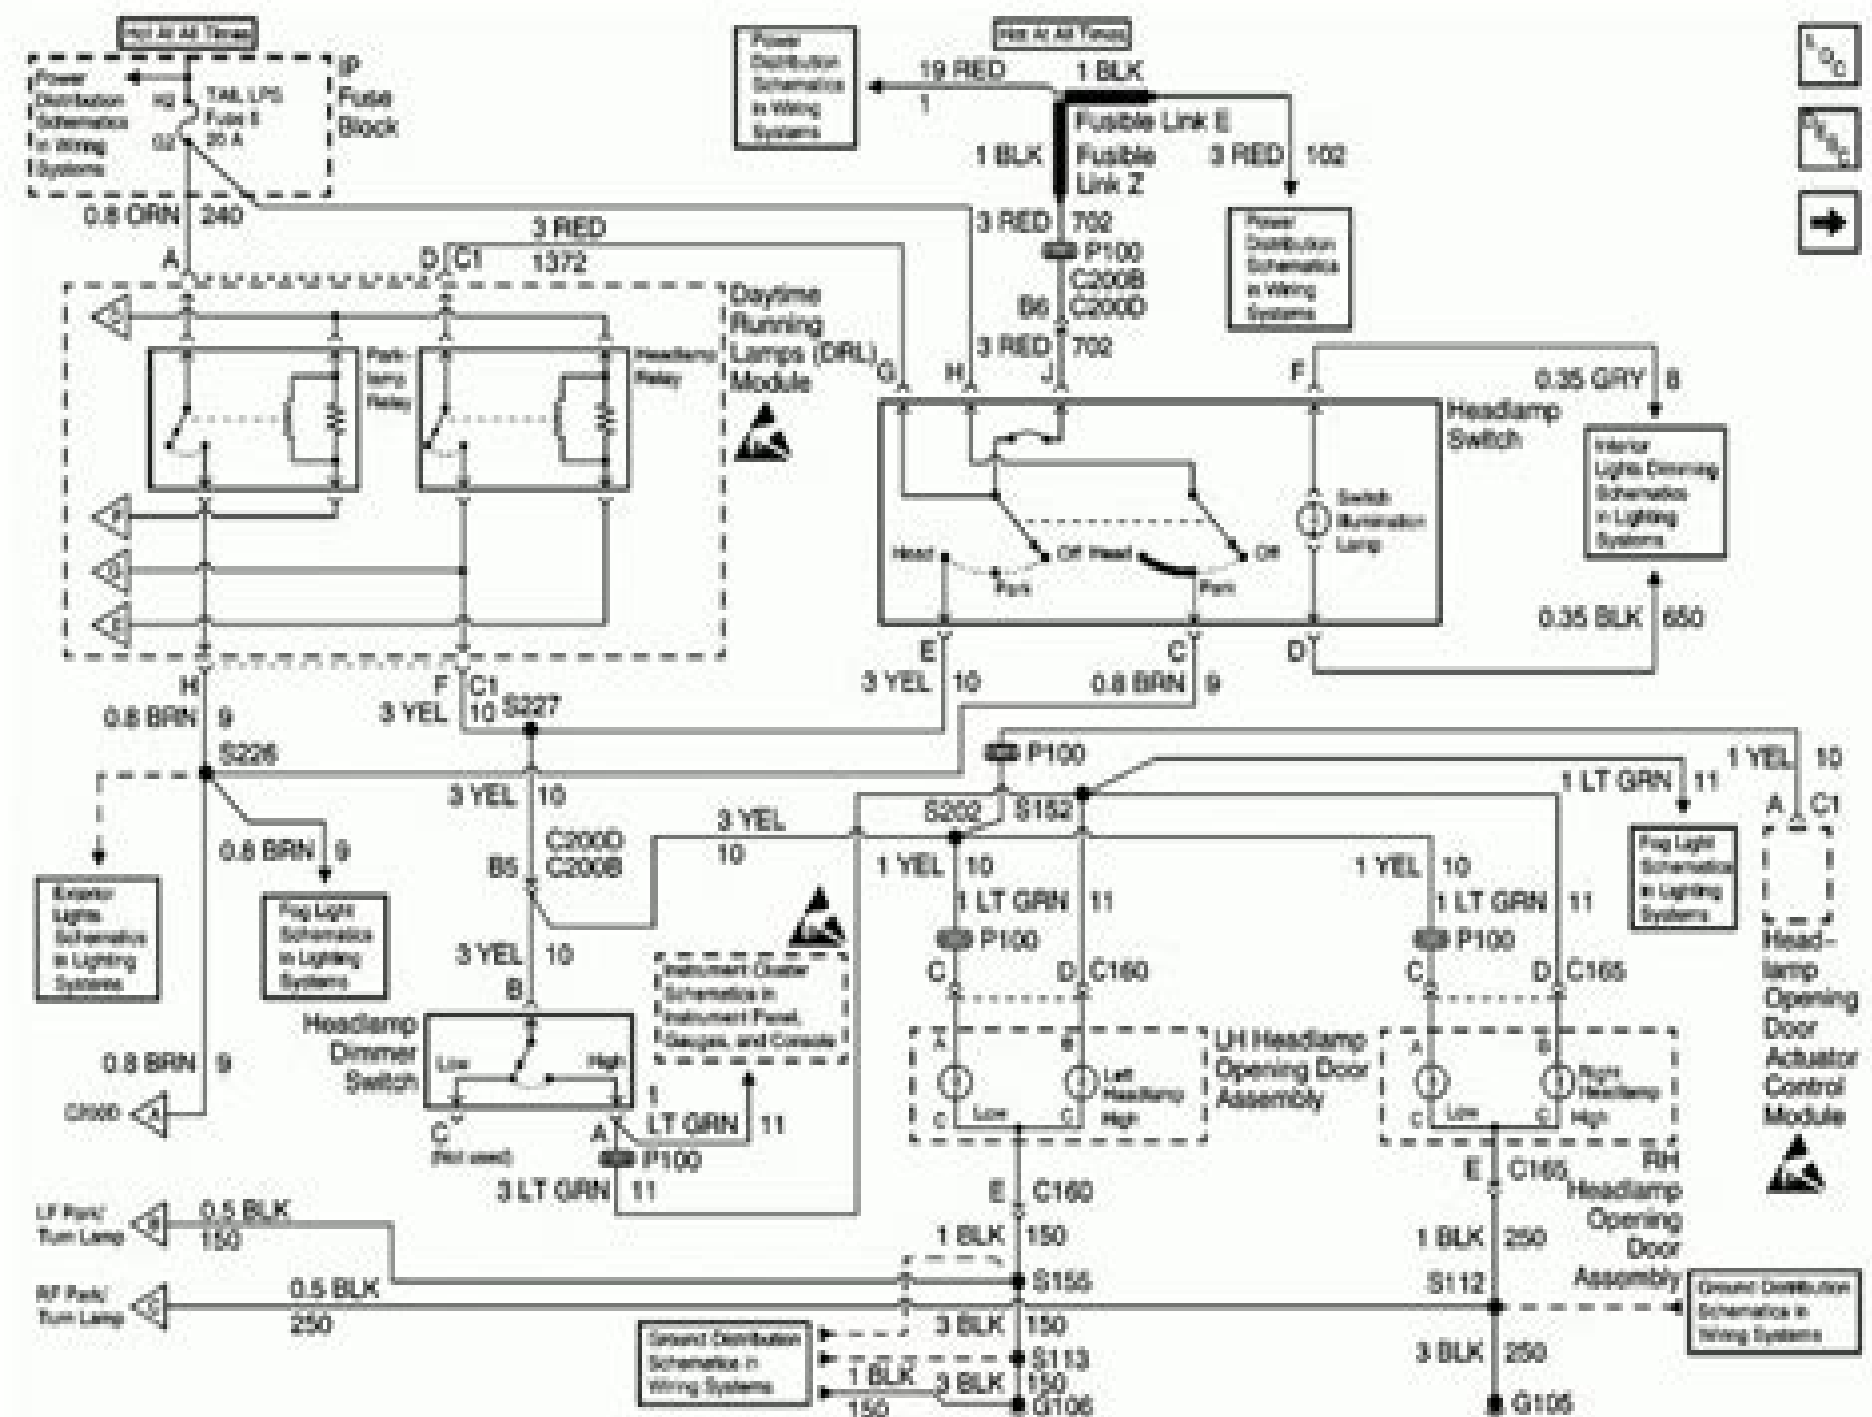 Hot At All Times
Hot At All Times
Power
Distribution
Schematics
in Wiring
Systems
H2
G2
TAIL LPS
Fuse 5
20 A
IP
Fuse
Block
Power
Distribution
Schematics
in Wiring
Systems
19 RED
1
1 BLK
Fusible Link E
1 BLK
Fusible
Link Z
3 RED
102
Power
Distribution
Schematics
in Wiring
Systems
L O C
D E S C
0.8 ORN
240
3 RED
1372
3 RED
702
P100
C200B
B6
C200D
3 RED
702
A
D
C1
Daytime
Running
Lamps (DRL)
Module
Park-
lamp
Relay
Headlamp
Relay
G
H
J
F
0.35 GRY
8
Headlamp
Switch
Interior
Lights Dimming
Schematics
in Lighting
Systems
Switch
Illumination
Lamp
Head
Off
Head
Off
Park
Park
0.35 BLK
650
E
C
D
3 YEL
10
0.8 BRN
9
H
F
C1
0.8 BRN
9
3 YEL
10
S227
S226
P100
1 YEL
10
1 LT GRN
11
A
C1
3 YEL
10
S202
S152
0.8 BRN
9
C200D
B5
C200B
3 YEL
10
1 YEL
10
1 YEL
10
Fog Light
Schematics
in Lighting
Systems
1 LT GRN
11
1 LT GRN
11
Exterior
Lights
Schematics
in Lighting
Systems
Fog Light
Schematics
in Lighting
Systems
3 YEL
10
P100
P100
Head-
lamp
Opening
Door
Actuator
Control
Module
Instrument Cluster
Schematics in
Instrument Panel,
Gauges, and Console
C
D
C160
C
D
C165
B
Headlamp
Dimmer
Switch
Low
High
A
B
LH Headlamp
Opening Door
Assembly
A
B
Left
Headlamp
High
Low
C
C
Right
Headlamp
High
Low
C
C
0.8 BRN
9
C200D
A
1
LT GRN
11
C
(Not used)
A
P100
3 LT GRN
11
E
C160
E
C165
RH
Headlamp
Opening
Door
Assembly
LF Park/
Turn Lamp
B
0.5 BLK
150
1 BLK
150
1 BLK
250
S155
S112
RF Park/
Turn Lamp
C
0.5 BLK
250
Ground Distribution
Schematics in
Wiring Systems
3 BLK
150
S113
Ground Distribution
Schematics in
Wiring Systems
3 BLK
250
1 BLK
150
3 BLK
150
G106
G105